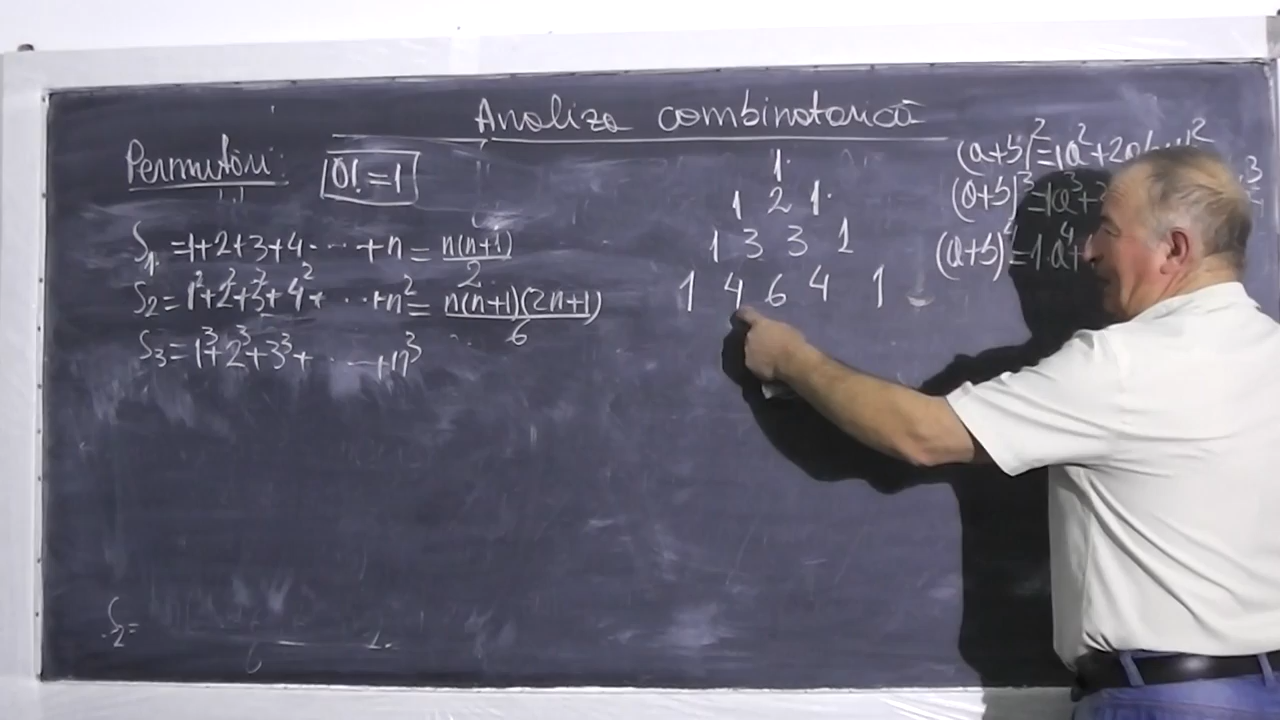 Analiza combinatorică
Permutări:
0! = 1
S₁ = 1+2+3+4 ... +n = n(n+1)/2
S₂ = 1²+2²+3²+4²+ ... +n² = n(n+1)(2n+1)/6
S₃ = 1³+2³+3³+ ... +n³
S₂ =
1
1 2 1
1 3 3 1
1 4 6 4 1
(a+b)² = 1a²+2ab
(a+b)³ = 1a³+3
(a+b)⁴ = 1·a⁴+